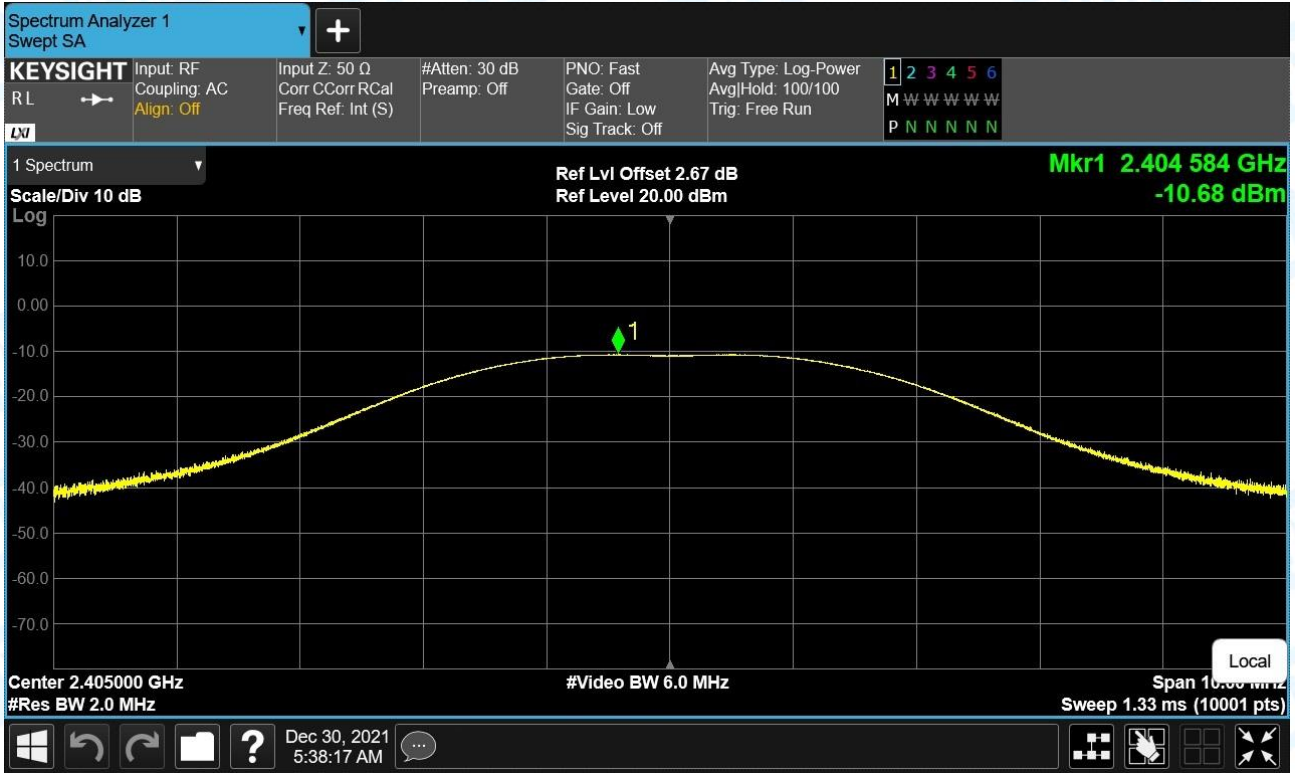 Spectrum Analyzer 1
Swept SA
+
KEYSIGHT
R L
LXI
Input: RF
Coupling: AC
Align: Off
Input Z: 50 Ω
Corr CCorr RCal
Freq Ref: Int (S)
#Atten: 30 dB
Preamp: Off
PNO: Fast
Gate: Off
IF Gain: Low
Sig Track: Off
Avg Type: Log-Power
Avg|Hold: 100/100
Trig: Free Run
1 2 3 4 5 6
M W W W W W
P N N N N N
1 Spectrum
Scale/Div 10 dB
Log
Ref Lvl Offset 2.67 dB
Ref Level 20.00 dBm
Mkr1 2.404 584 GHz
-10.68 dBm
10.0
0.00
-10.0
-20.0
-30.0
-40.0
-50.0
-60.0
-70.0
1
Local
Center 2.405000 GHz
#Video BW 6.0 MHz
Span 10.00 MHz
#Res BW 2.0 MHz
Sweep 1.33 ms (10001 pts)
?
Dec 30, 2021
5:38:17 AM